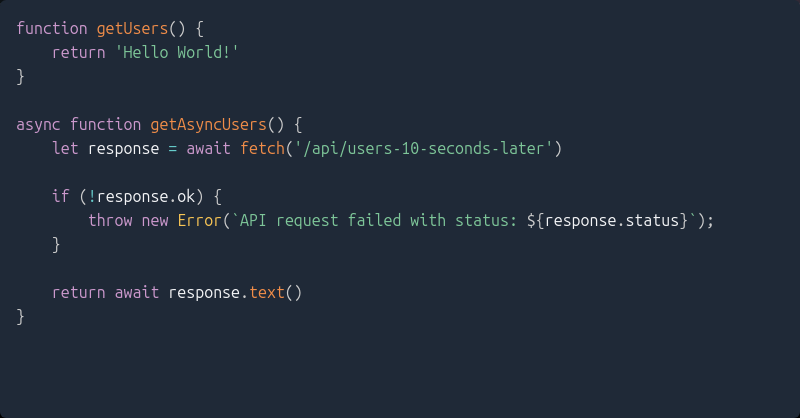 function getUsers() {
    return 'Hello World!'
}

async function getAsyncUsers() {
    let response = await fetch('/api/users-10-seconds-later')

    if (!response.ok) {
        throw new Error(`API request failed with status: ${response.status}`);
    }

    return await response.text()
}